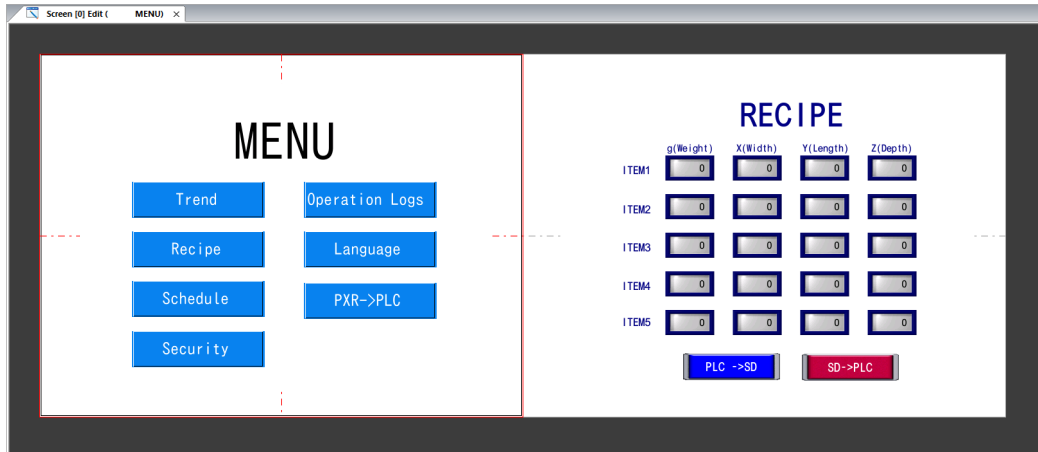 Screen [0] Edit ( MENU) ×
MENU
Trend
Operation Logs
Recipe
Language
Schedule
PXR->PLC
Security
RECIPE
g(Weight) X(Width) Y(Length) Z(Depth)
ITEM1 0 0 0 0
ITEM2 0 0 0 0
ITEM3 0 0 0 0
ITEM4 0 0 0 0
ITEM5 0 0 0 0
PLC ->SD SD->PLC